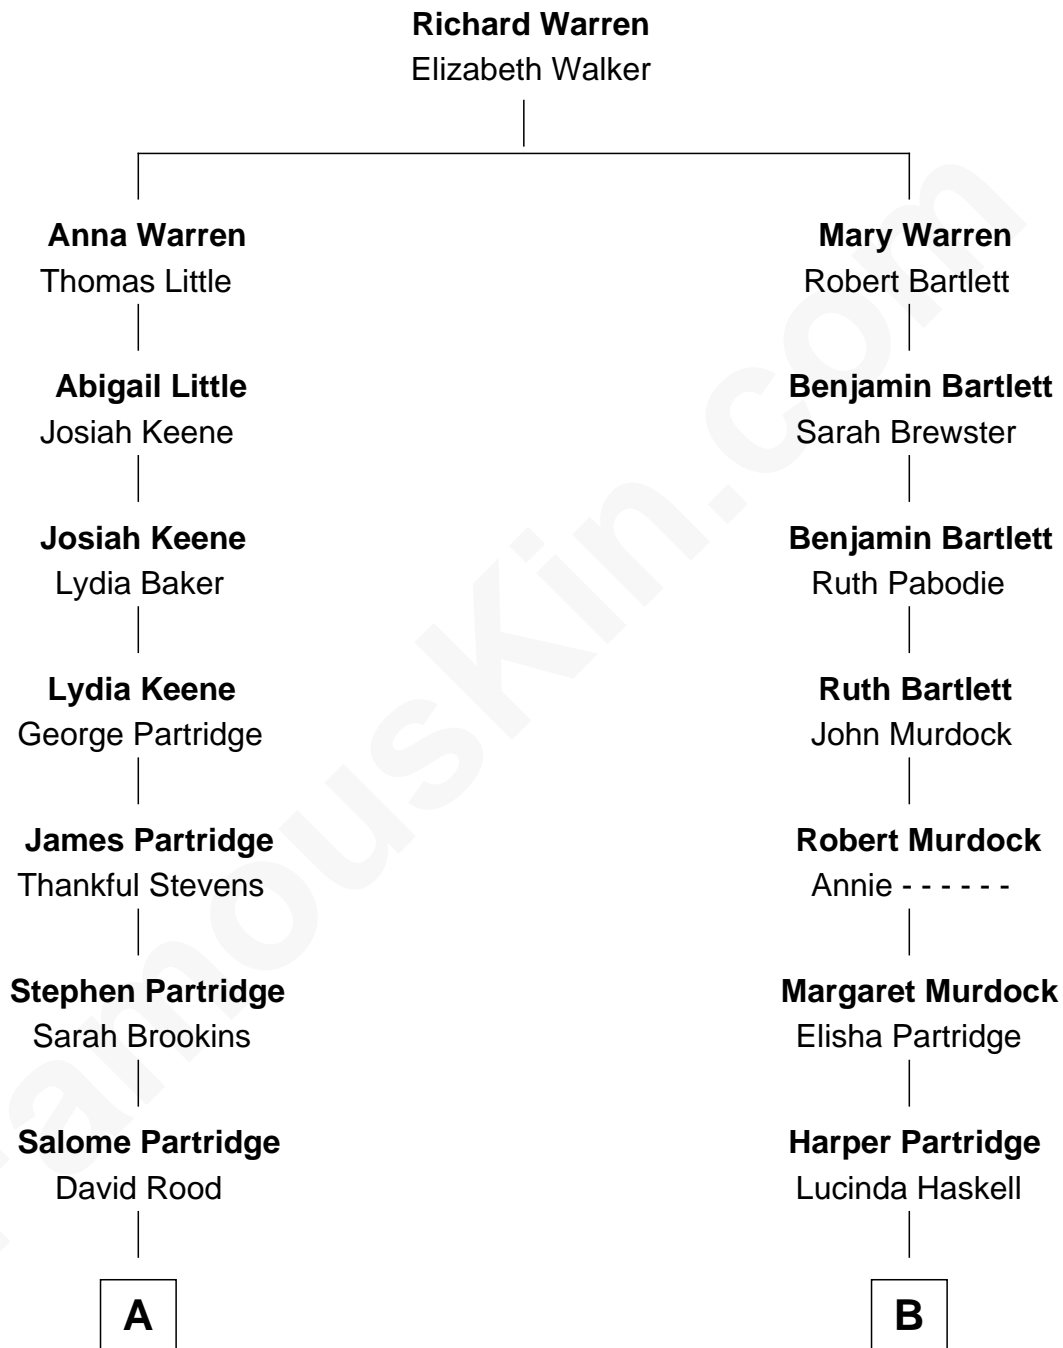 Richard Warren
Elizabeth Walker
Anna Warren
Thomas Little
Mary Warren
Robert Bartlett
Abigail Little
Josiah Keene
Benjamin Bartlett
Sarah Brewster
Josiah Keene
Lydia Baker
Benjamin Bartlett
Ruth Pabodie
Lydia Keene
George Partridge
Ruth Bartlett
John Murdock
James Partridge
Thankful Stevens
Robert Murdock
Annie - - - - - -
Stephen Partridge
Sarah Brookins
Margaret Murdock
Elisha Partridge
Salome Partridge
David Rood
Harper Partridge
Lucinda Haskell
A
B
FamousKin.com